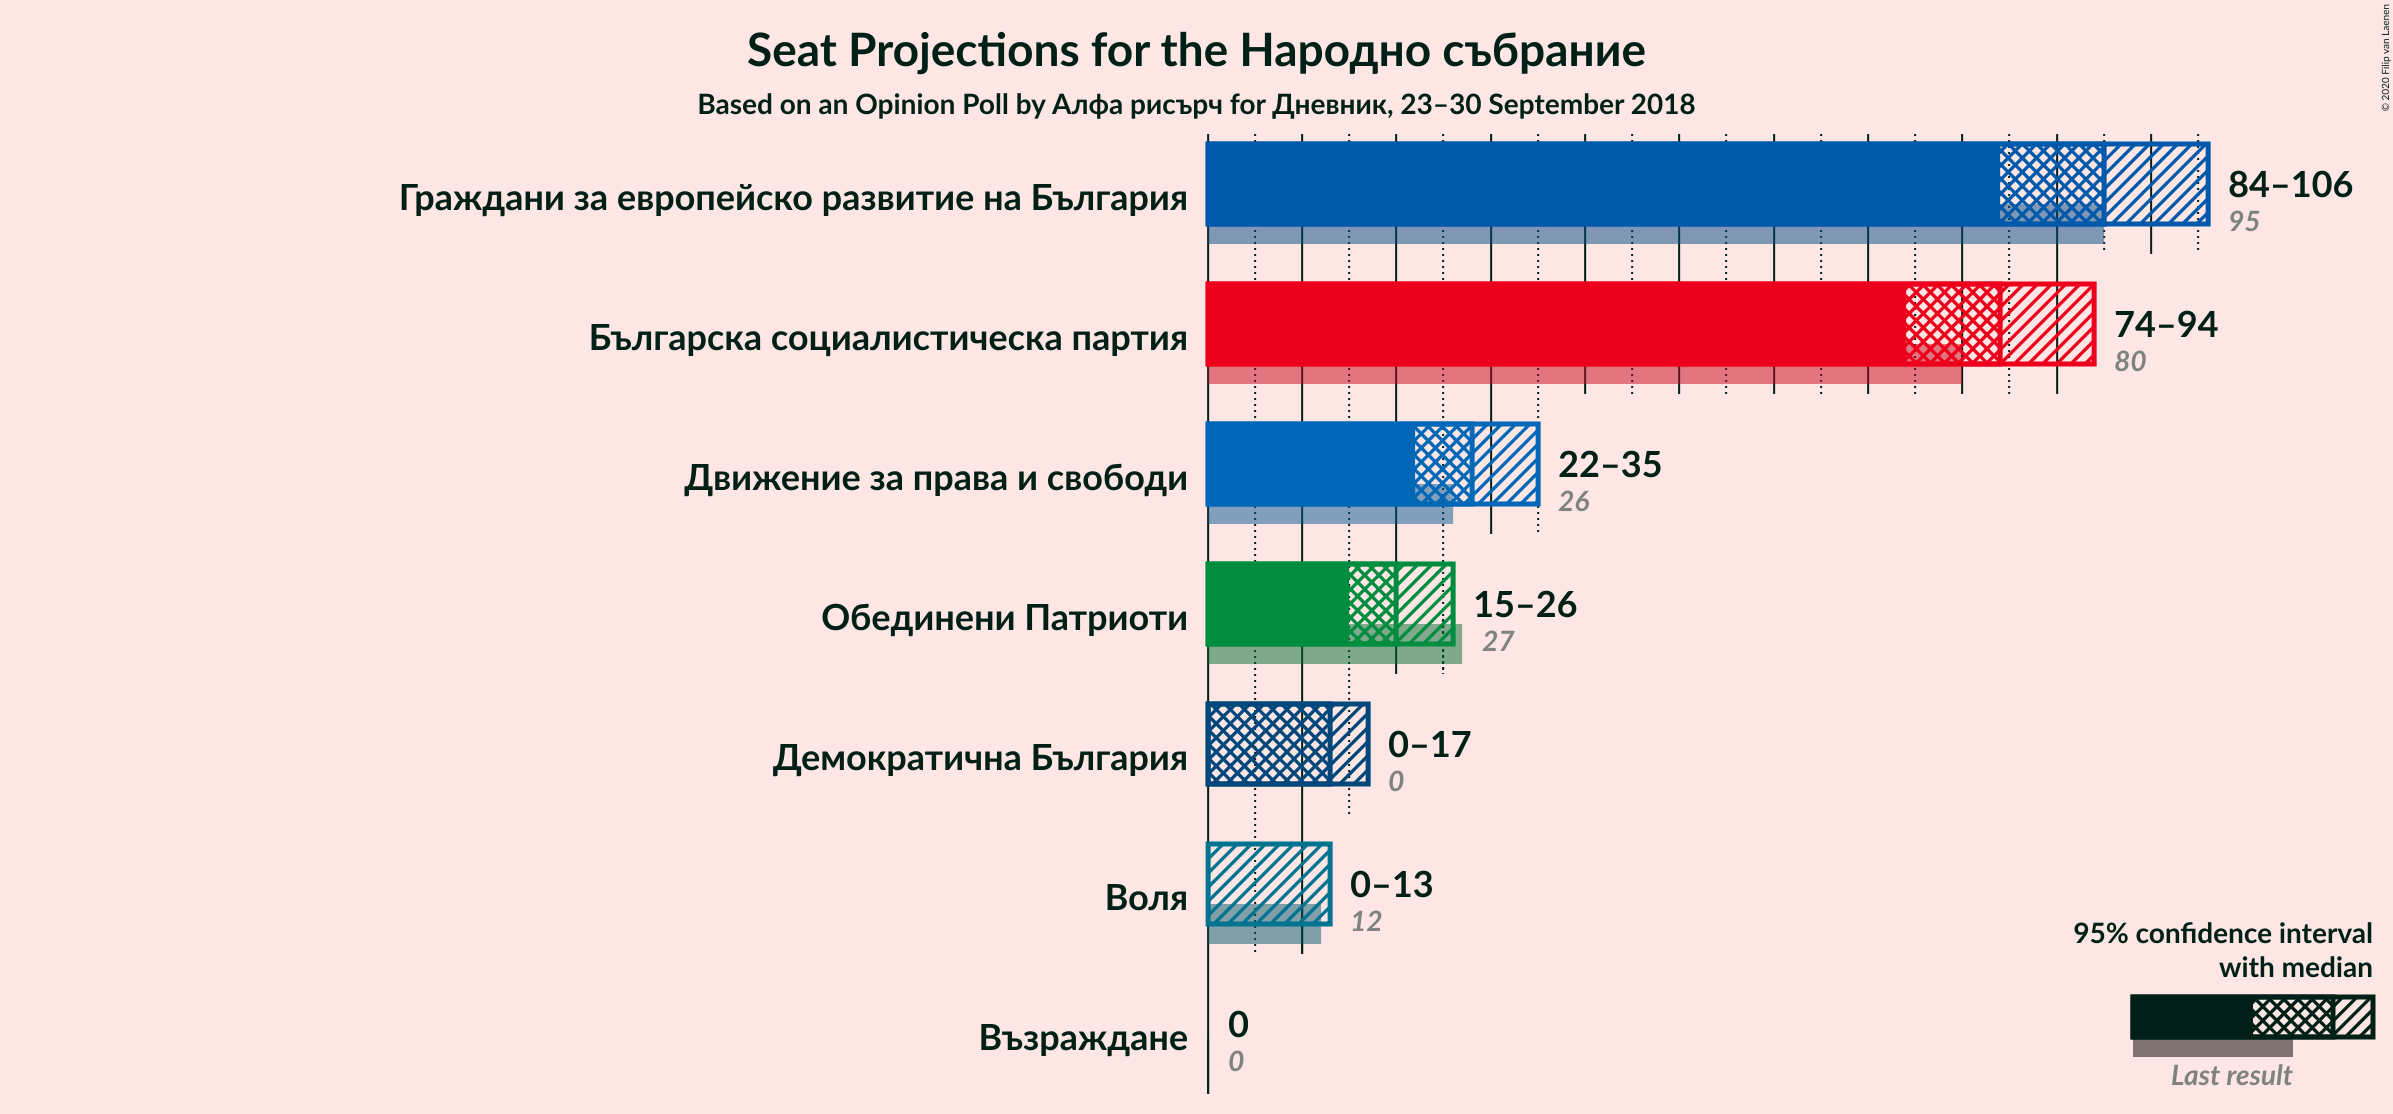 Seat Projections for the Народно събрание
Based on an Opinion Poll by Алфа рисърч for Дневник, 23–30 September 2018
© 2020 Filip van Laenen
Граждани за европейско развитие на България
84–106
95
Българска социалистическа партия
74–94
80
Движение за права и свободи
22–35
26
Обединени Патриоти
15–26
27
Демократична България
0–17
0
Воля
0–13
12
Възраждане
0
0
95% confidence interval
with median
Last result